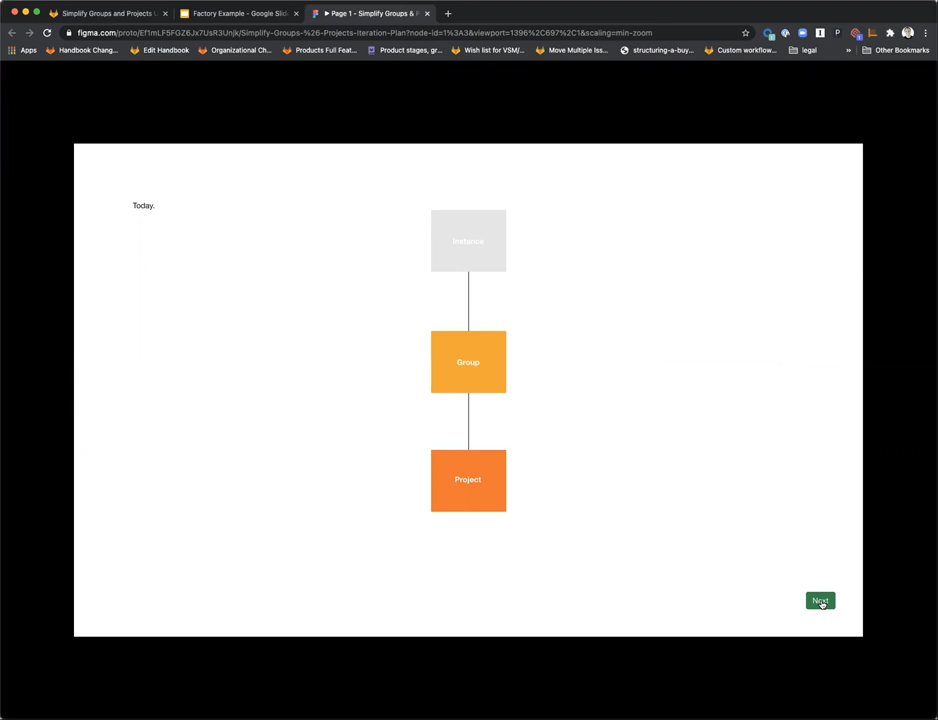 Simplify Groups and Projects U
Factory Example - Google Slid
Page 1 - Simplify Groups & P
figma.com/proto/Ef1mLF5FGZ6Jx7UsR3Unjk/Simplify-Groups-%26-Projects-Iteration-Plan?node-id=1%3A3&viewport=1396%2C697%2C1&scaling=min-zoom
Apps
Handbook Chang...
Edit Handbook
Organizational Ch...
Products Full Feat...
Product stages, gr...
Wish list for VSM/...
Move Multiple Iss...
structuring-a-buy...
Custom workflow...
legal
»
Other Bookmarks
Today.
Instance
Group
Project
Next